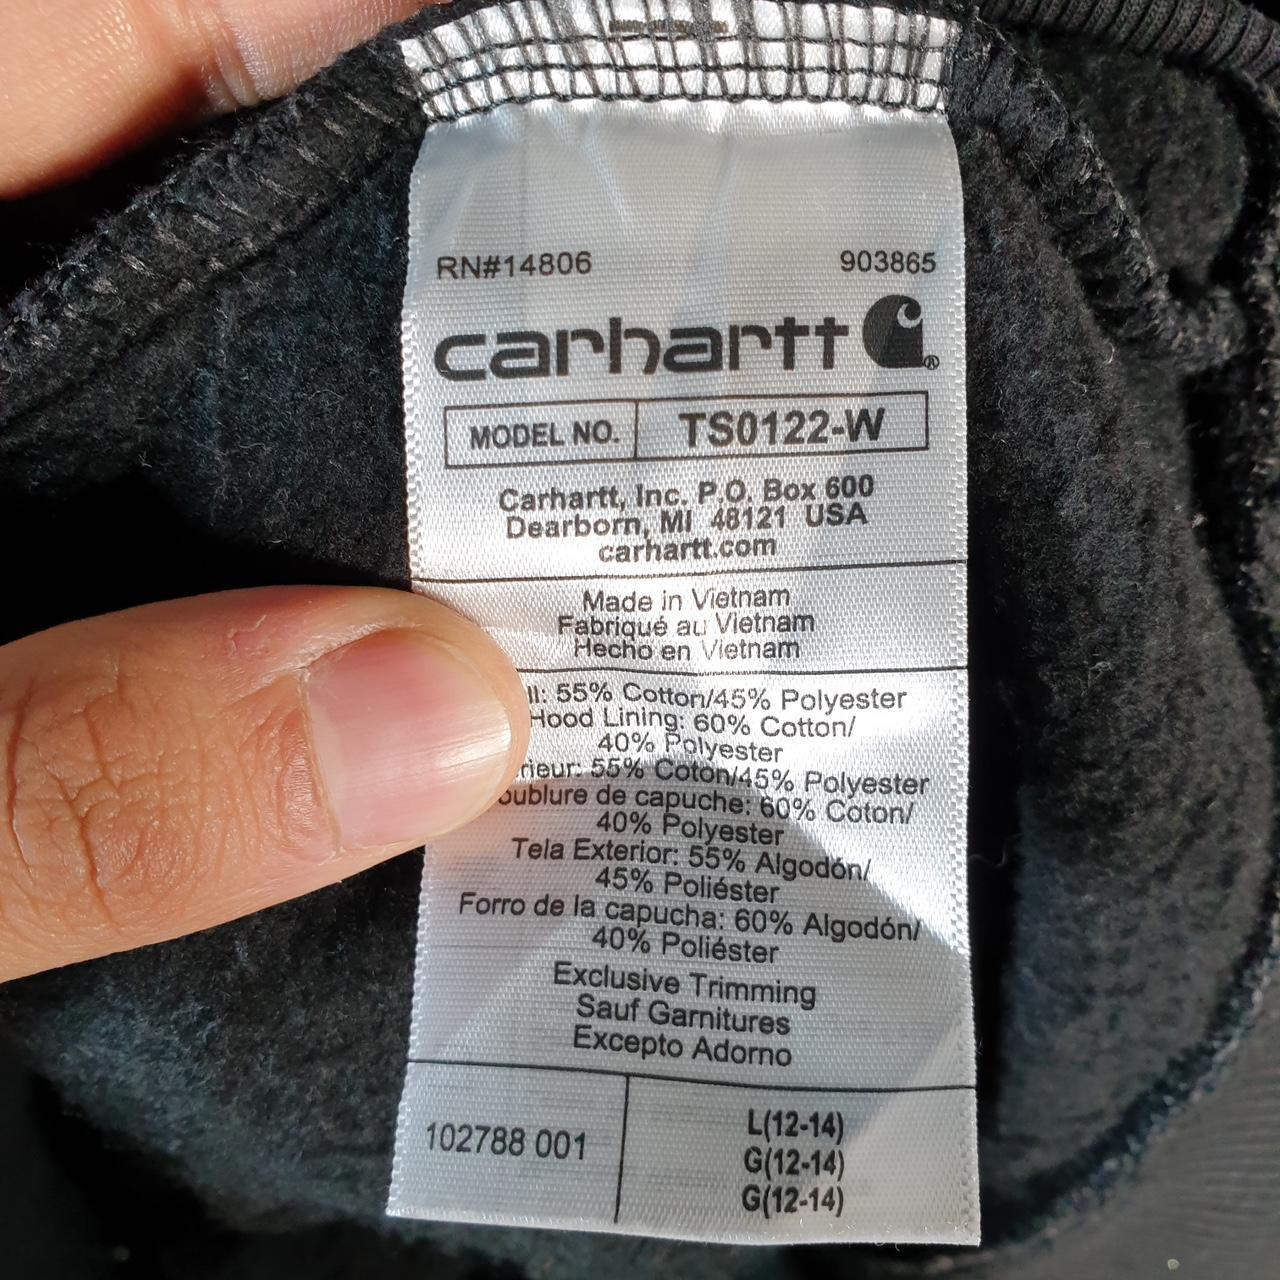 RN#14806 903865
carhartt
MODEL NO. TS0122-W
Carhartt, Inc. P.O. Box 600
Dearborn, MI 48121 USA
carhartt.com
Made in Vietnam
Fabriqué au Vietnam
Hecho en Vietnam
55% Cotton/45% Polyester
Hood Lining: 60% Cotton/
40% Polyester
55% Coton/45% Polyester
de capuche: 60% Coton/
40% Polyester
Tela Exterior: 55% Algodón/
45% Poliéster
Forro de la capucha: 60% Algodón/
40% Poliéster
Exclusive Trimming
Sauf Garnitures
Excepto Adorno
102788 001
L(12-14)
G(12-14)
G(12-14)